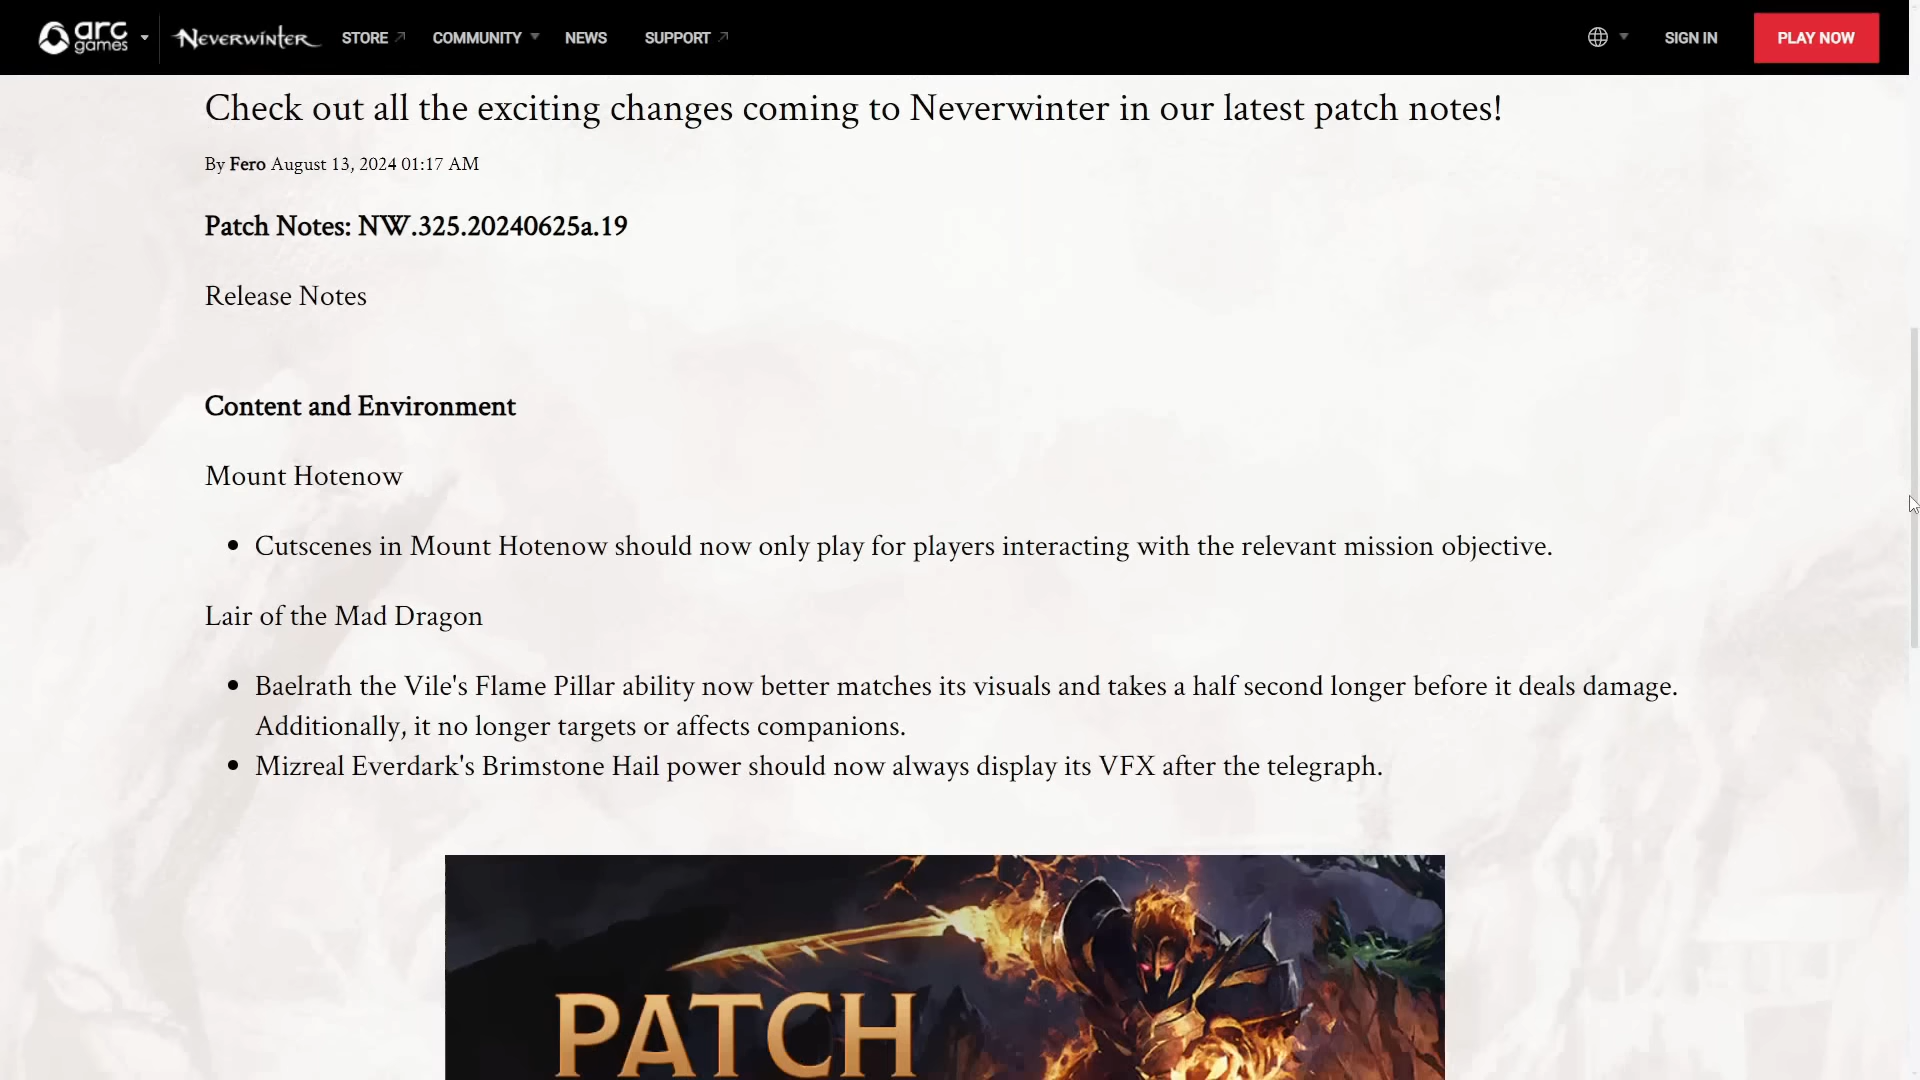 arc games NEVERWINTER STORE COMMUNITY NEWS SUPPORT SIGN IN PLAY NOW
Check out all the exciting changes coming to Neverwinter in our latest patch notes!
By Fero August 13, 2024 01:17 AM
Patch Notes: NW.325.20240625a.19
Release Notes
Content and Environment
Mount Hotenow
• Cutscenes in Mount Hotenow should now only play for players interacting with the relevant mission objective.
Lair of the Mad Dragon
• Baelrath the Vile's Flame Pillar ability now better matches its visuals and takes a half second longer before it deals damage.
Additionally, it no longer targets or affects companions.
• Mizreal Everdark's Brimstone Hail power should now always display its VFX after the telegraph.
PATCH